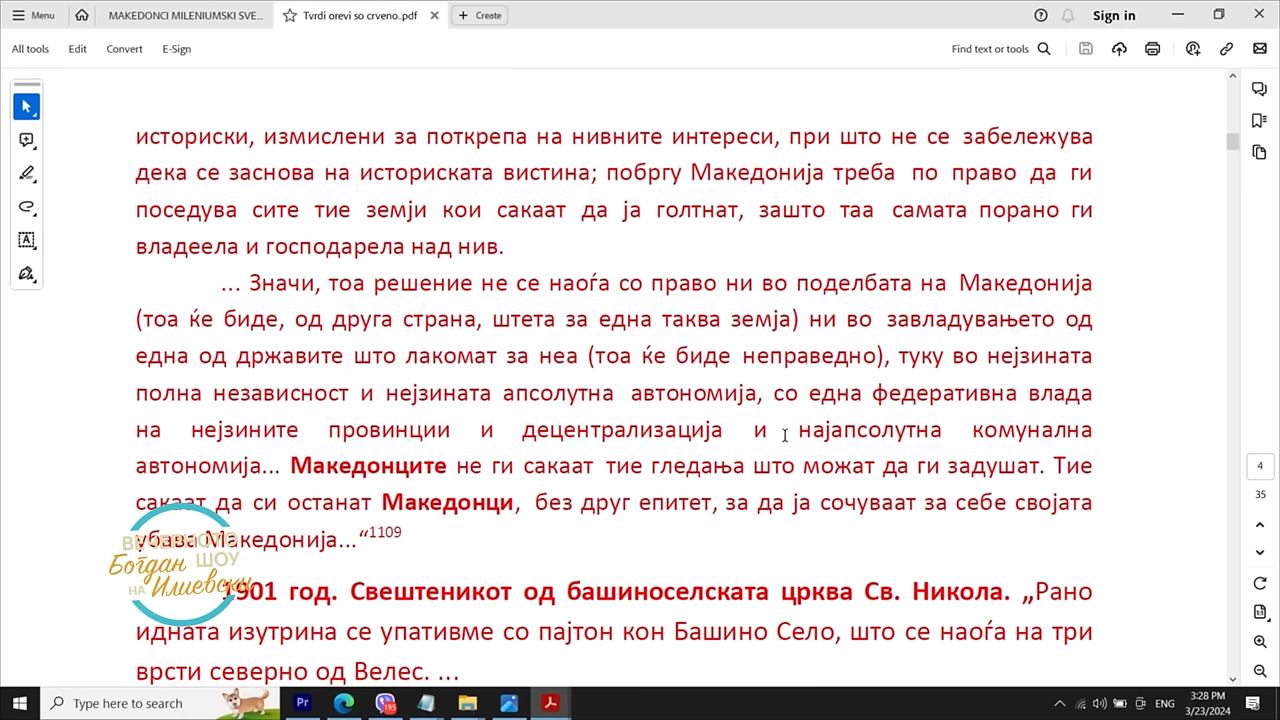 Menu
MAKEDONCI MILENIUMSKI SVE...
Tvrdi orevi so crveno.pdf
Create
Sign in
All tools Edit Convert E-Sign
Find text or tools
историски, измислени за поткрепа на нивните интереси, при што не се забележува
дека се заснова на историската вистина; побргу Македонија треба по право да ги
поседува сите тие земји кои сакаат да ја голтнат, зашто таа самата порано ги
владеела и господарела над нив.
... Значи, тоа решение не се наоѓа со право ни во поделбата на Македонија
(тоа ќе биде, од друга страна, штета за една таква земја) ни во завладувањето од
една од државите што лакомат за неа (тоа ќе биде неправедно), туку во нејзината
полна независност и нејзината апсолутна автономија, со една федеративна влада
на нејзините провинции и децентрализација и најапсолутна комунална
автономија... Македонците не ги сакаат тие гледања што можат да ги задушат. Тие
сакаат да си останат Македонци, без друг епитет, за да ја сочуваат за себе својата
убава Македонија...“1109
1901 год. Свештеникот од башиноселската црква Св. Никола. „Рано
идната изутрина се упативме со пајтон кон Башино Село, што се наоѓа на три
врсти северно од Велес. ...
ВЕЧЕРНОТО
ШОУ
НА
Богдан
Илиевски
4
35
Type here to search
Pr
195
ENG
3:28 PM
3/23/2024